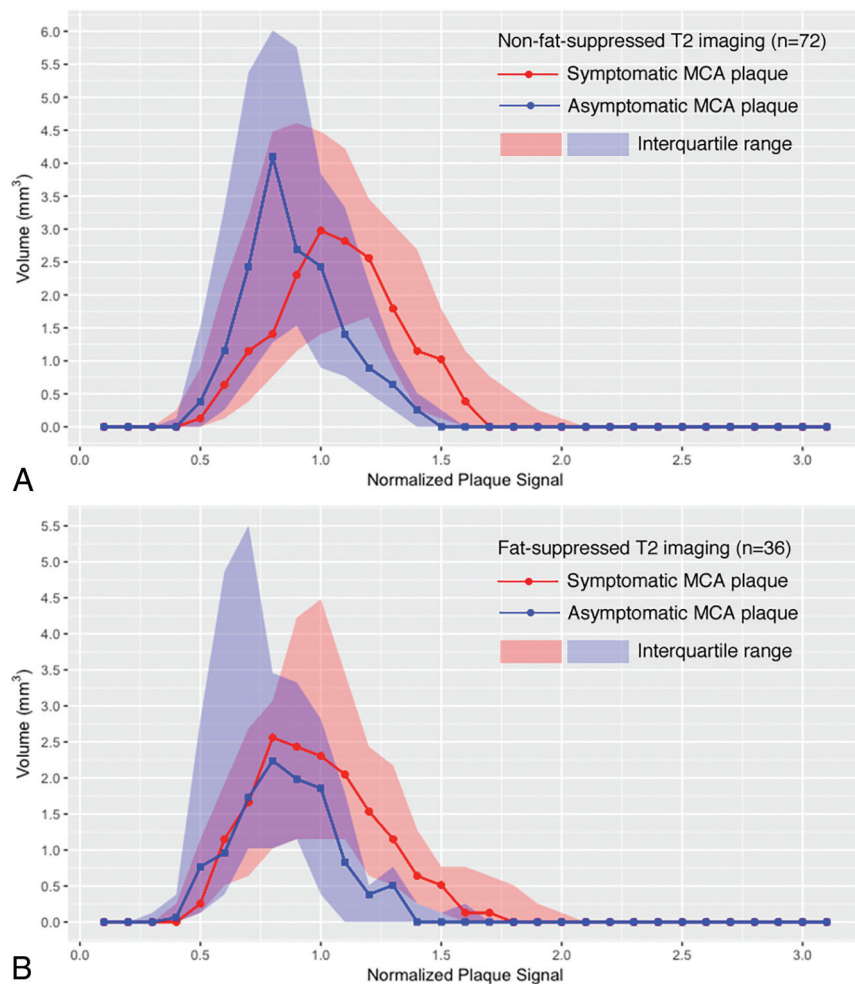 Non-fat-suppressed T2 imaging (n=72)
Symptomatic MCA plaque
Asymptomatic MCA plaque
Interquartile range
Volume (mm³)
6.0
5.5
5.0
4.5
4.0
3.5
3.0
2.5
2.0
1.5
1.0
0.5
0.0
0.0 0.5 1.0 1.5 2.0 2.5 3.0
Normalized Plaque Signal
A
Fat-suppressed T2 imaging (n=36)
Symptomatic MCA plaque
Asymptomatic MCA plaque
Interquartile range
Volume (mm³)
5.5
5.0
4.5
4.0
3.5
3.0
2.5
2.0
1.5
1.0
0.5
0.0
0.0 0.5 1.0 1.5 2.0 2.5 3.0
Normalized Plaque Signal
B